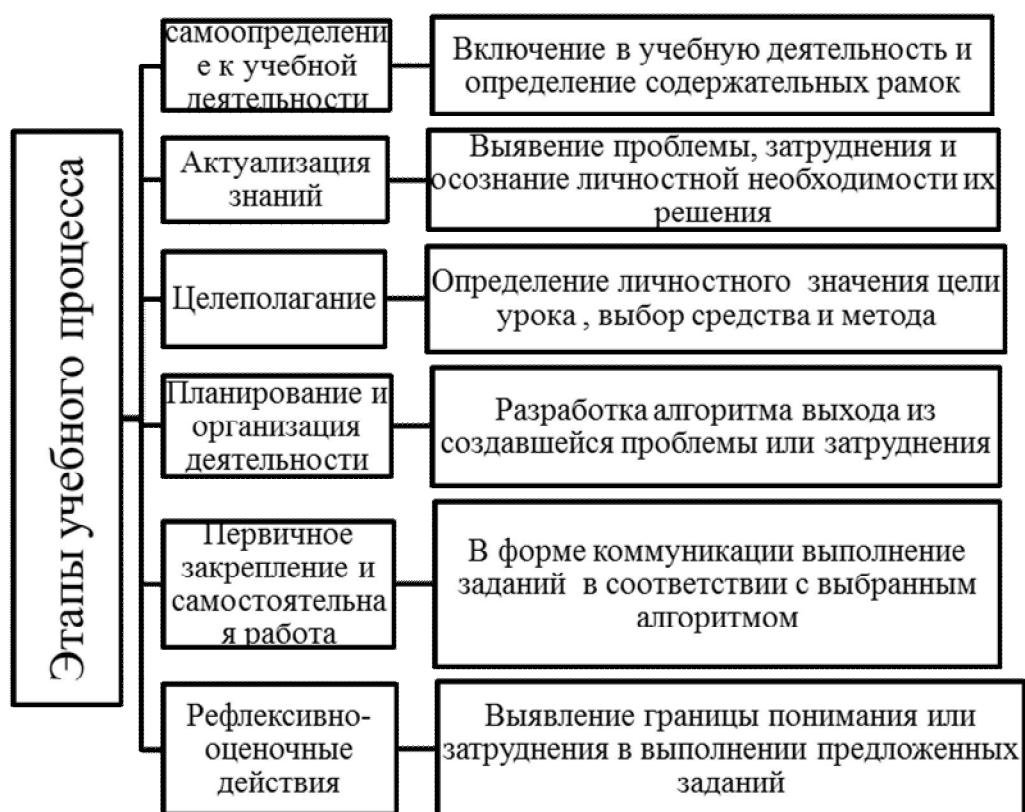 Этапы учебного процесса
самоопределени
е к учебной
деятельности
Включение в учебную деятельность и
определение содержательных рамок
Актуализация
знаний
Выявение проблемы, затруднения и
осознание личностной необходимости их
решения
Целеполагание
Определение личностного значения цели
урока , выбор средства и метода
Планирование и
организация
деятельности
Разработка алгоритма выхода из
создавшейся проблемы или затруднения
Первичное
закрепление и
самостоятельна
я работа
В форме коммуникации выполнение
заданий в соответствии с выбранным
алгоритмом
Рефлексивно-
оценочные
действия
Выявление границы понимания или
затруднения в выполнении предложенных
заданий